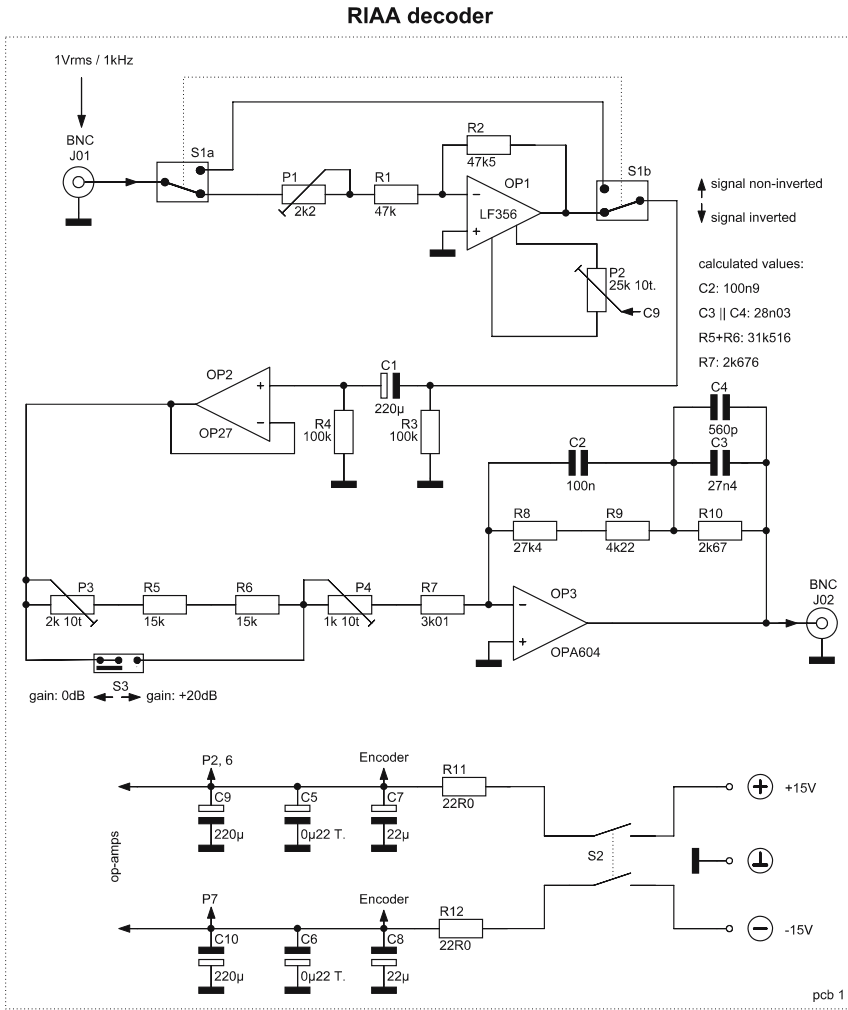 RIAA decoder
1Vrms / 1kHz
BNC
J01
S1a
P1
2k2
R1
47k
R2
47k5
OP1
LF356
−
+
S1b
signal non-inverted
signal inverted
P2
25k 10t.
C9
calculated values:
C2: 100n9
C3 || C4: 28n03
R5+R6: 31k516
R7: 2k676
OP2
+
−
OP27
C1
220µ
R4
100k
R3
100k
C4
560p
C2
100n
C3
27n4
R8
27k4
R9
4k22
R10
2k67
P3
2k 10t
R5
15k
R6
15k
P4
1k 10t
R7
3k01
OP3
−
+
OPA604
BNC
J02
S3
gain: 0dB
gain: +20dB
P2, 6
Encoder
R11
22R0
C9
220µ
C5
0µ22 T.
C7
22µ
+
+15V
op-amps
S2
P7
Encoder
R12
22R0
C10
220µ
C6
0µ22 T.
C8
22µ
−
-15V
pcb 1